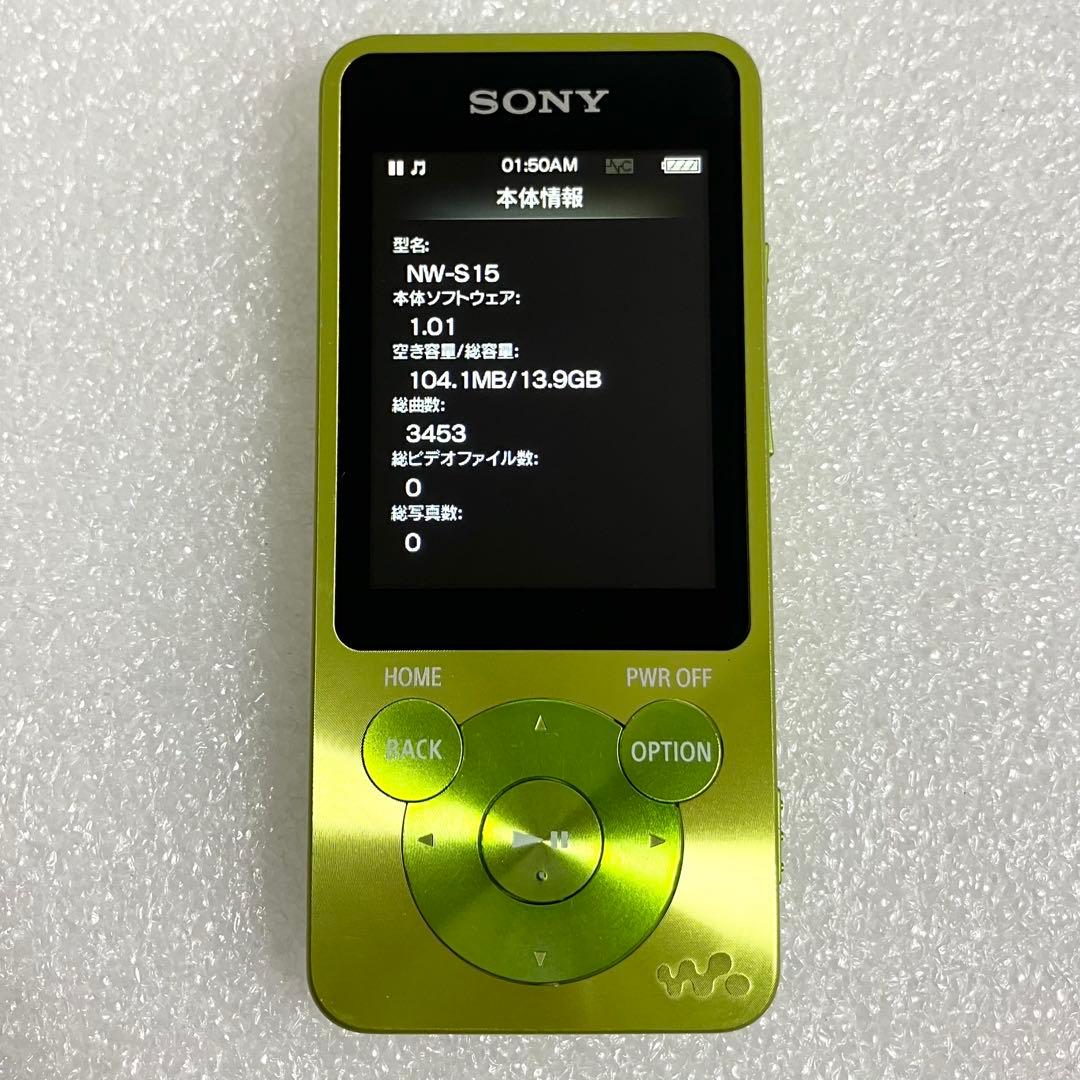 SONY
01:50AM
本体情報
型名:
NW-S15
本体ソフトウェア:
1.01
空き容量/総容量:
104.1MB/13.9GB
総曲数:
3453
総ビデオファイル数:
0
総写真数:
0
HOME
PWR OFF
BACK
OPTION